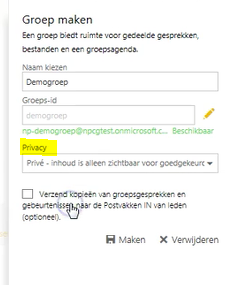 Groep maken
Een groep biedt ruimte voor gedeelde gesprekken,
bestanden en een groepsagenda.
Naam kiezen
Demogroep
Groeps-id
demogroep
np-demogroep@npcgtest.onmicrosoft.c... Beschikbaar
Privacy
Privé - inhoud is alleen zichtbaar voor goedgekeurc
Verzend kopieën van groepsgesprekken en
gebeurtenissen naar de Postvakken IN van leden
(optioneel).
Maken
Verwijderen